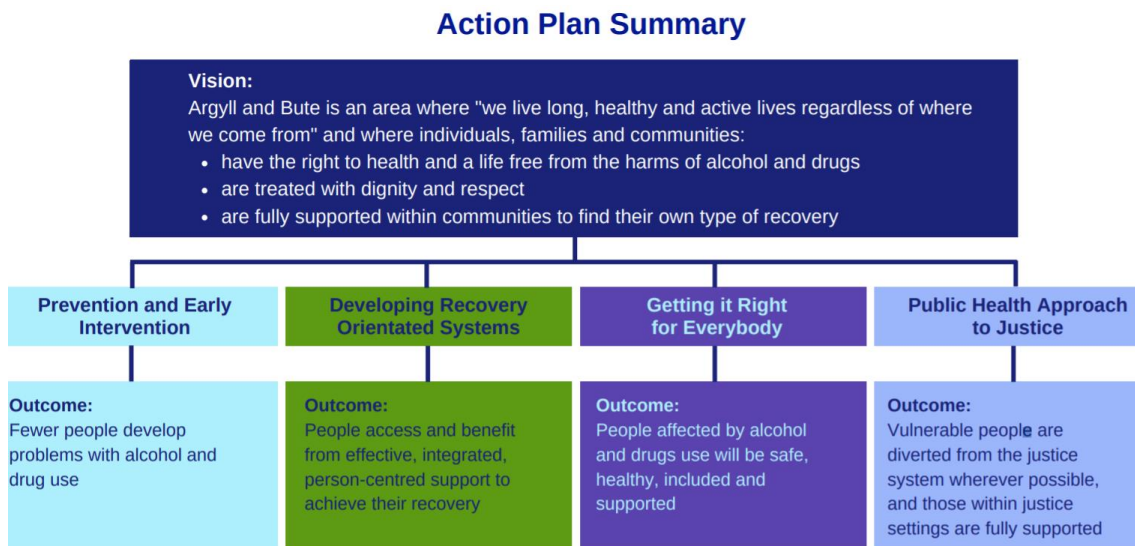 Action Plan Summary
Vision:
Argyll and Bute is an area where "we live long, healthy and active lives regardless of where
we come from" and where individuals, families and communities:
• have the right to health and a life free from the harms of alcohol and drugs
• are treated with dignity and respect
• are fully supported within communities to find their own type of recovery
Prevention and Early
Intervention
Developing Recovery
Orientated Systems
Getting it Right
for Everybody
Public Health Approach
to Justice
Outcome:
Fewer people develop
problems with alcohol and
drug use
Outcome:
People access and benefit
from effective, integrated,
person-centred support to
achieve their recovery
Outcome:
People affected by alcohol
and drugs use will be safe,
healthy, included and
supported
Outcome:
Vulnerable people are
diverted from the justice
system wherever possible,
and those within justice
settings are fully supported